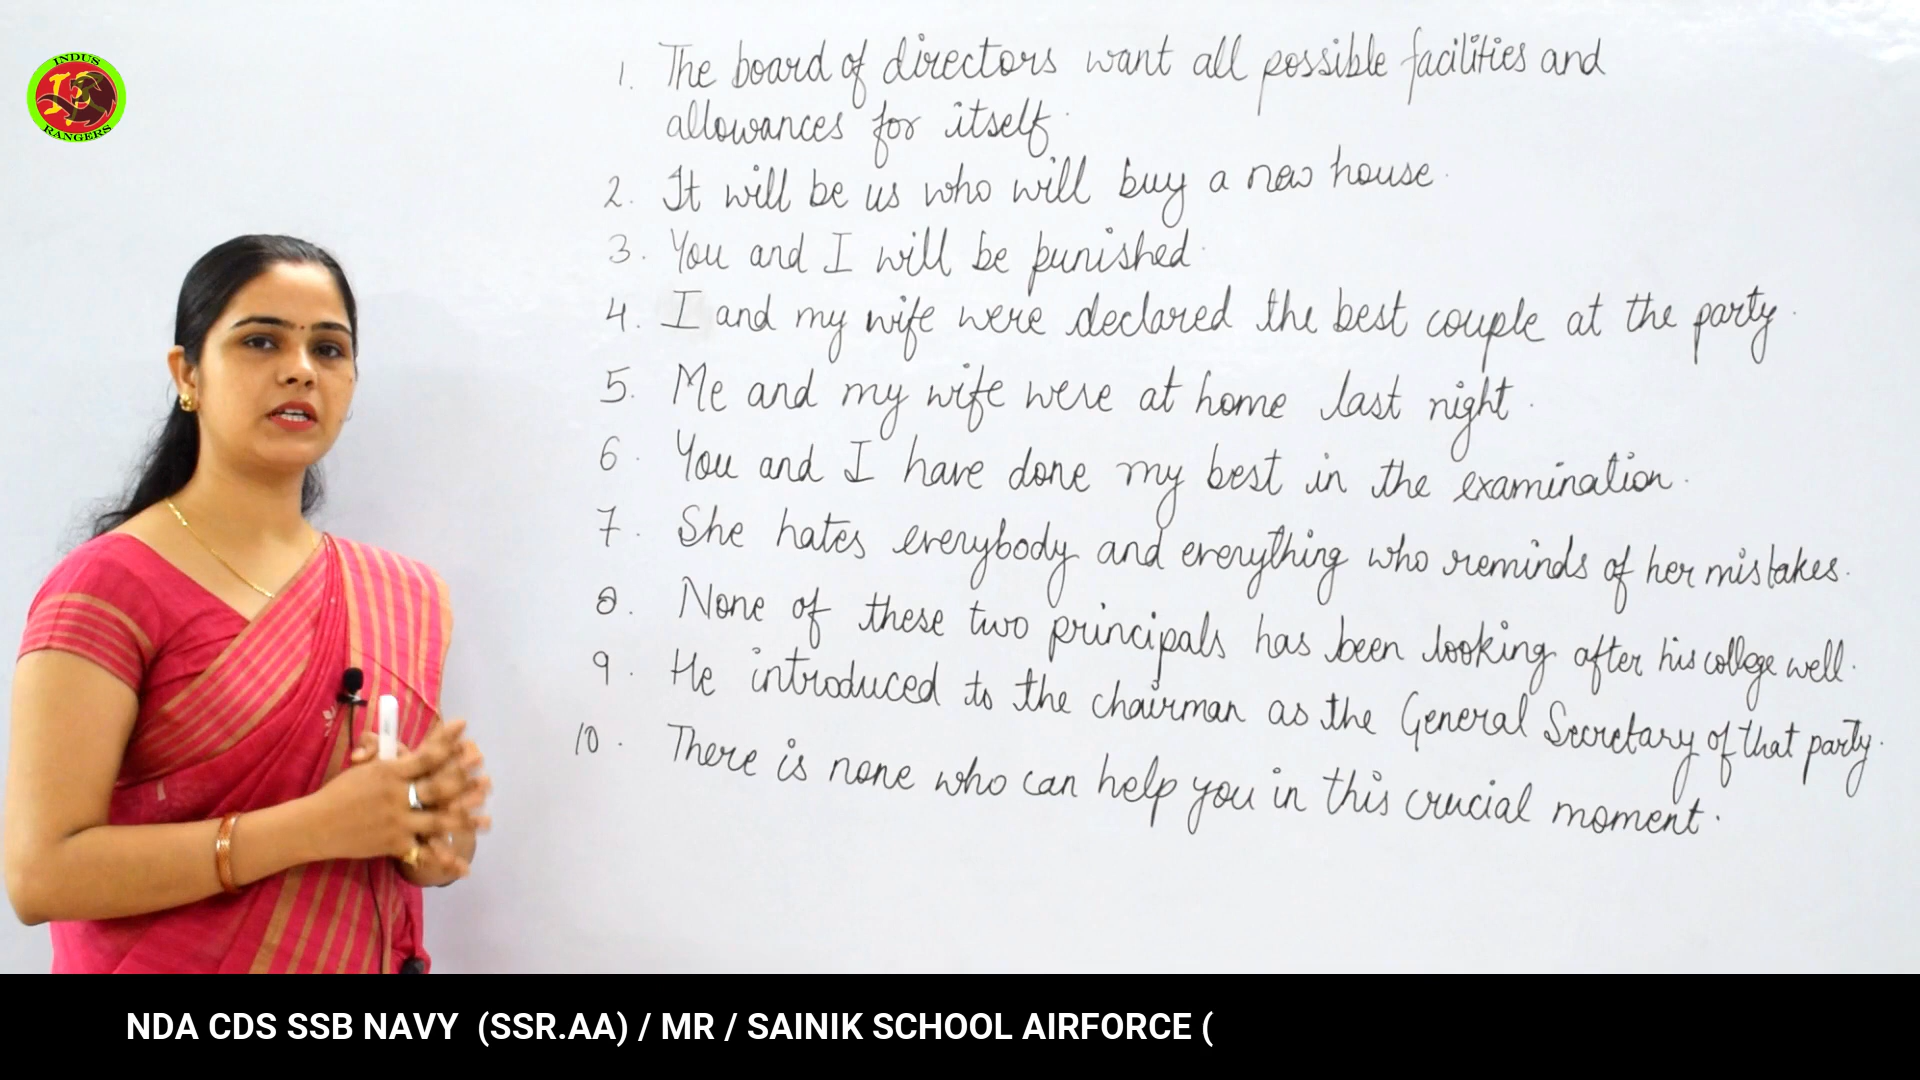 INDUS
RANGERS
1. The board of directors want all possible facilities and
allowances for itself.
2. It will be us who will buy a new house.
3. You and I will be punished.
4. I and my wife were declared the best couple at the party.
5. Me and my wife were at home last night.
6. You and I have done my best in the examination.
7. She hates everybody and everything who reminds of her mistakes.
8. None of these two principals has been looking after his college well.
9. He introduced to the chairman as the General Secretary of that party.
10. There is none who can help you in this crucial moment.
NDA CDS SSB NAVY (SSR.AA) / MR / SAINIK SCHOOL AIRFORCE (